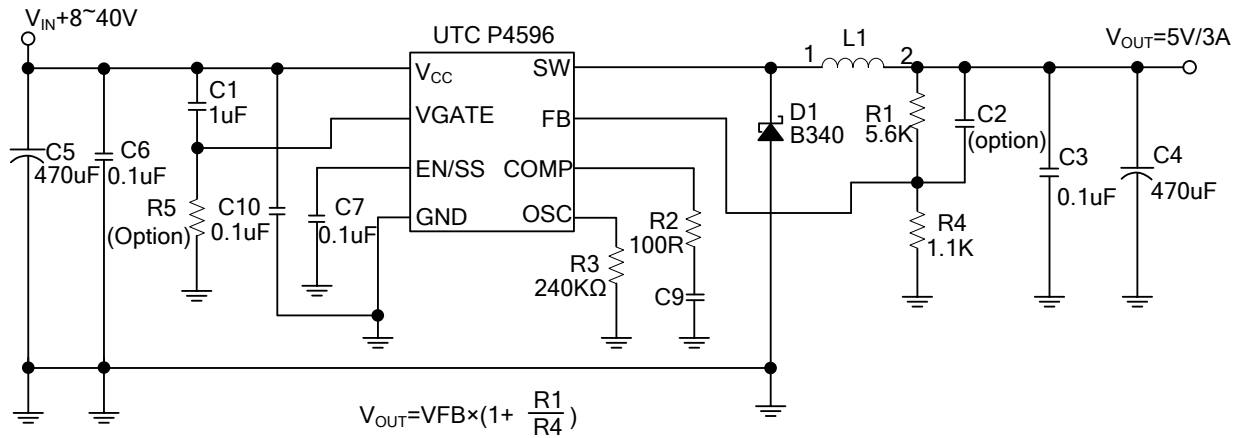 VIN+8~40V
UTC P4596
VOUT=5V/3A
VCC
VGATE
EN/SS
GND
SW
FB
COMP
OSC
C1
1uF
C5
470uF
C6
0.1uF
R5
(Option)
C10
0.1uF
C7
0.1uF
R3
240KΩ
R2
100R
C9
D1
B340
1
L1
2
R1
5.6K
C2
(option)
R4
1.1K
C3
0.1uF
C4
470uF
VOUT=VFB×(1+ R1/R4)